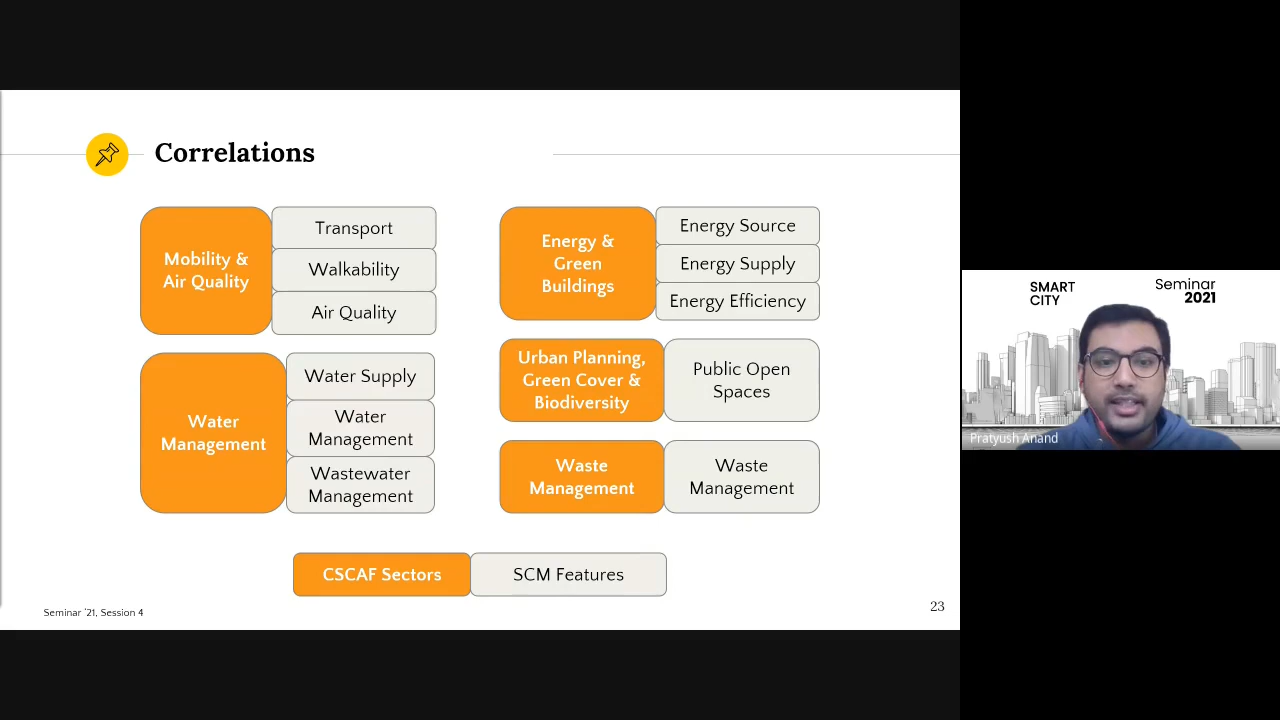 Correlations
Mobility &
Air Quality
Transport
Walkability
Air Quality
Water
Management
Water Supply
Water
Management
Wastewater
Management
Energy &
Green
Buildings
Energy Source
Energy Supply
Energy Efficiency
Urban Planning,
Green Cover &
Biodiversity
Public Open
Spaces
Waste
Management
Waste
Management
CSCAF Sectors
SCM Features
Seminar '21, Session 4
23
SMART
CITY
Seminar
2021
Pratyush Anand